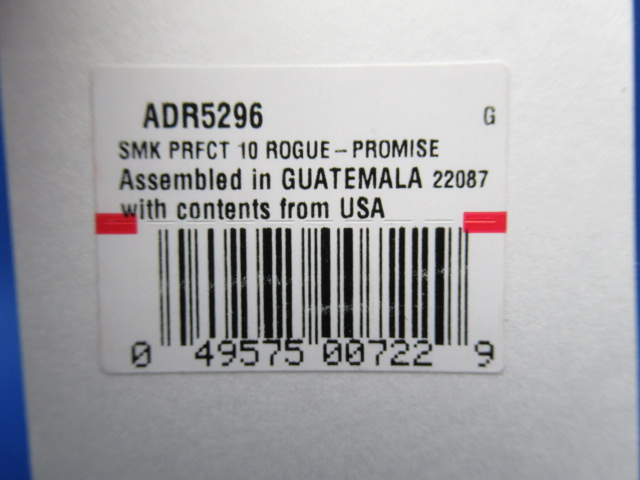 ADR5296 G
SMK PRFCT 10 ROGUE-PROMISE
Assembled in GUATEMALA 22087
with contents from USA
0 49575 00722 9